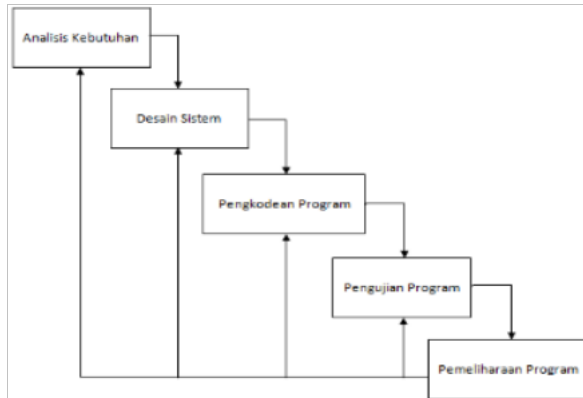 Analisis Kebutuhan
Desain Sistem
Pengkodean Program
Pengujian Program
Pemeliharaan Program